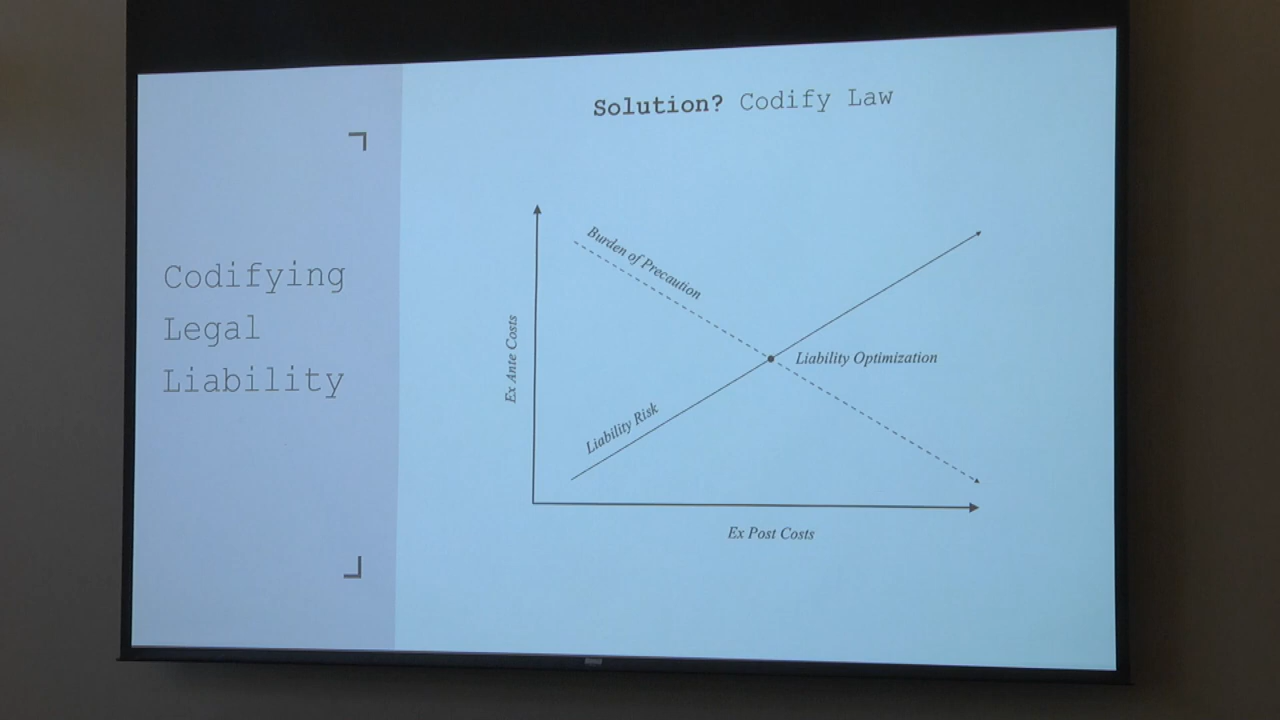 Solution? Codify Law
Codifying
Legal
Liability
Burden of Precaution
Ex Ante Costs
Liability Optimization
Liability Risk
Ex Post Costs